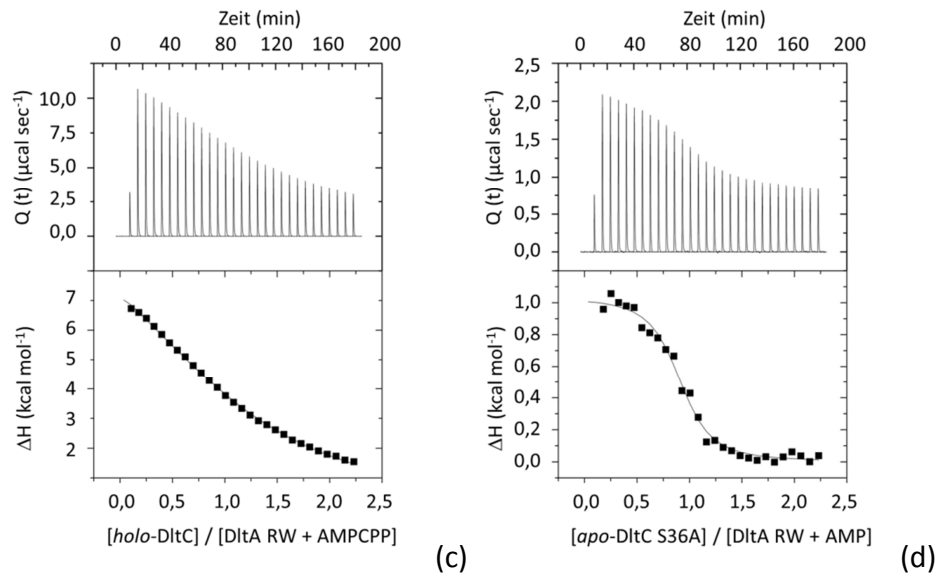 Zeit (min)
0 40 80 120 160 200
10,0
7,5
5,0
2,5
0,0
Q (t) (µcal sec⁻¹)
7
6
5
4
3
2
ΔH (kcal mol⁻¹)
0,0 0,5 1,0 1,5 2,0 2,5
[holo-DltC] / [DltA RW + AMPCPP]
(c)
Zeit (min)
0 40 80 120 160 200
2,5
2,0
1,5
1,0
0,5
0,0
Q (t) (µcal sec⁻¹)
1,0
0,8
0,6
0,4
0,2
0,0
ΔH (kcal mol⁻¹)
0,0 0,5 1,0 1,5 2,0 2,5
[apo-DltC S36A] / [DltA RW + AMP]
(d)